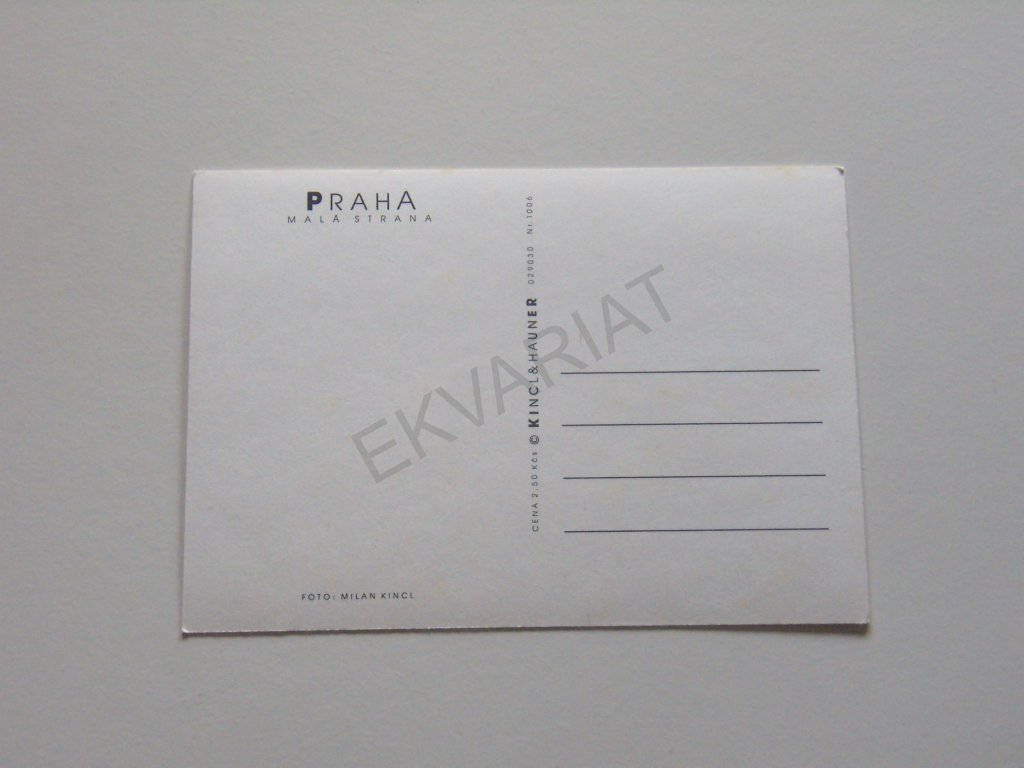 PRAHA
MALÁ STRANA
CENA 2.50 Kčs © KINCL&HAUNER 029030 Nr.1006
FOTO: MILAN KINCL
EKVARIAT